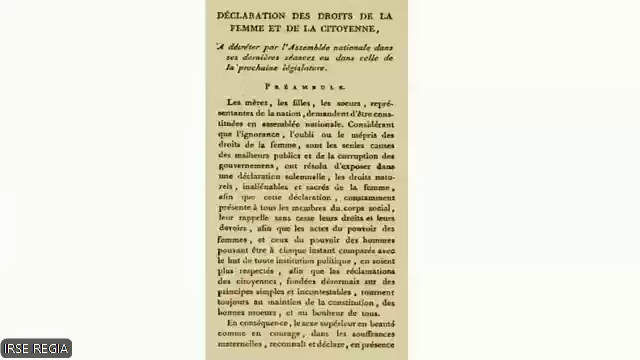 DÉCLARATION DES DROITS DE LA
FEMME ET DE LA CITOYENNE,
A décréter par l'Assemblée nationale dans
ses dernières séances ou dans celle de
la prochaine législature.
PRÉAMBULE.
Les mères, les filles, les soeurs, repré-
sentantes de la nation, demandent d'être cons-
tituées en assemblée nationale. Considérant
que l'ignorance, l'oubli ou le mépris des
droits de la femme, sont les seules causes
des malheurs publics et de la corruption des
gouvernemens, ont résolu d'exposer dans
une déclaration solemnelle, les droits natu-
rels, inaliénables et sacrés de la femme,
afin que cette déclaration, constamment
présente à tous les membres du corps social,
leur rappelle sans cesse leurs droits et leurs
devoirs, afin que les actes du pouvoir des
femmes, et ceux du pouvoir des hommes
pouvant être à chaque instant comparés avec
le but de toute institution politique, en soient
plus respectés, afin que les réclamations
des citoyennes, fondées désormais sur des
principes simples et incontestables, tournent
toujours au maintien de la constitution, des
bonnes moeurs, et au bonheur de tous.
En conséquence, le sexe supérieur en beauté
comme en courage, dans les souffrances
maternelles, reconnaît et déclare, en présence
IRSE REGIA